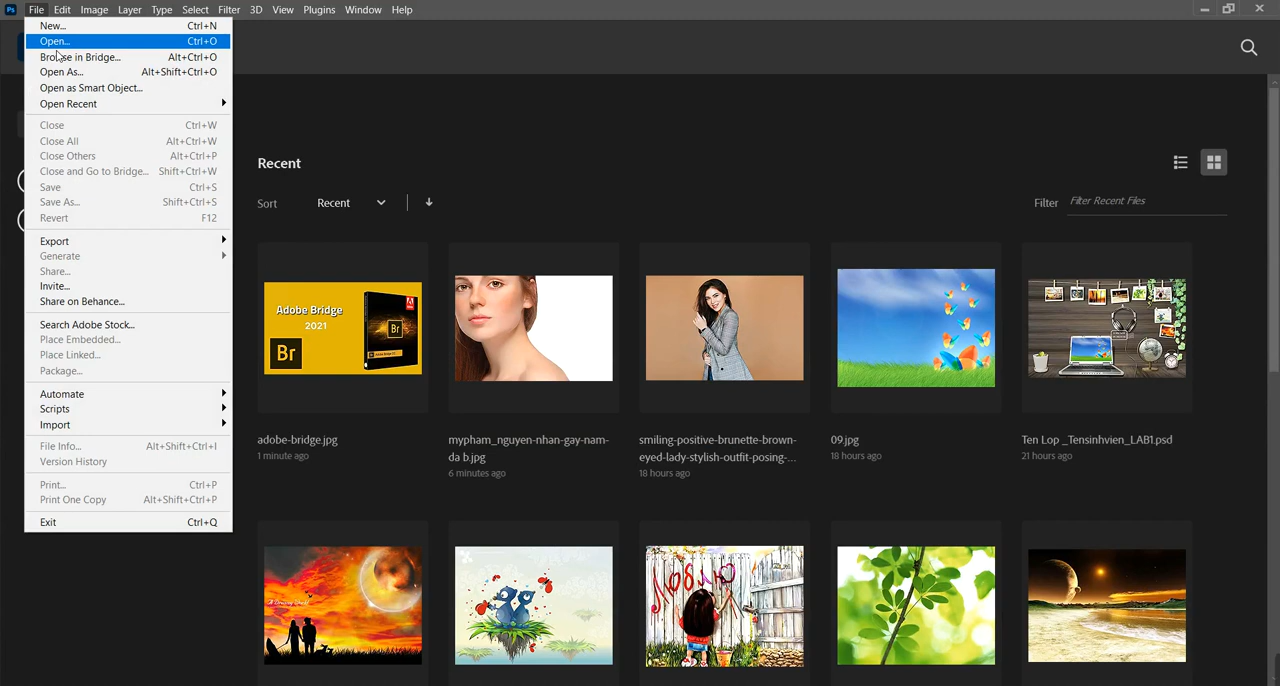 Ps File Edit Image Layer Type Select Filter 3D View Plugins Window Help
New... Ctrl+N
Open... Ctrl+O
Browse in Bridge... Alt+Ctrl+O
Open As... Alt+Shift+Ctrl+O
Open as Smart Object...
Open Recent
Close Ctrl+W
Close All Alt+Ctrl+W
Close Others Alt+Ctrl+P
Close and Go to Bridge... Shift+Ctrl+W
Save Ctrl+S
Save As... Shift+Ctrl+S
Revert F12
Export
Generate
Share...
Invite...
Share on Behance...
Search Adobe Stock...
Place Embedded...
Place Linked...
Package...
Automate
Scripts
Import
File Info... Alt+Shift+Ctrl+I
Version History
Print... Ctrl+P
Print One Copy Alt+Shift+Ctrl+P
Exit Ctrl+Q
Recent
Sort Recent
Filter Filter Recent Files
Adobe Bridge
2021
Br
Br
adobe-bridge.jpg
1 minute ago
mypham_nguyen-nhan-gay-nam-
da b.jpg
6 minutes ago
smiling-positive-brunette-brown-
eyed-lady-stylish-outfit-posing-...
18 hours ago
09.jpg
18 hours ago
Ten Lop _Tensinhvien_LAB1.psd
21 hours ago
Люблю